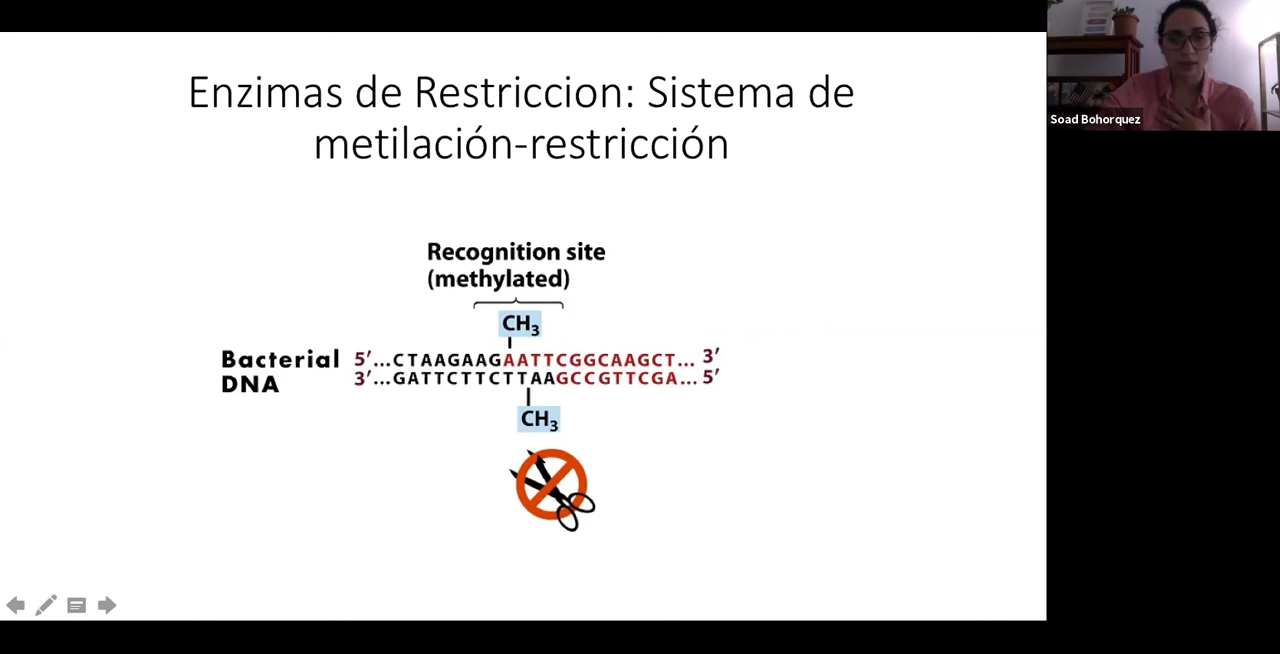 Enzimas de Restriccion: Sistema de
metilación-restricción
Soad Bohorquez
Recognition site
(methylated)
CH3
Bacterial 5′...CTAAGAAGAATTCGGCAAGCT... 3′
DNA 3′...GATTCTTCTTAAGCCGTTCGA... 5′
CH3